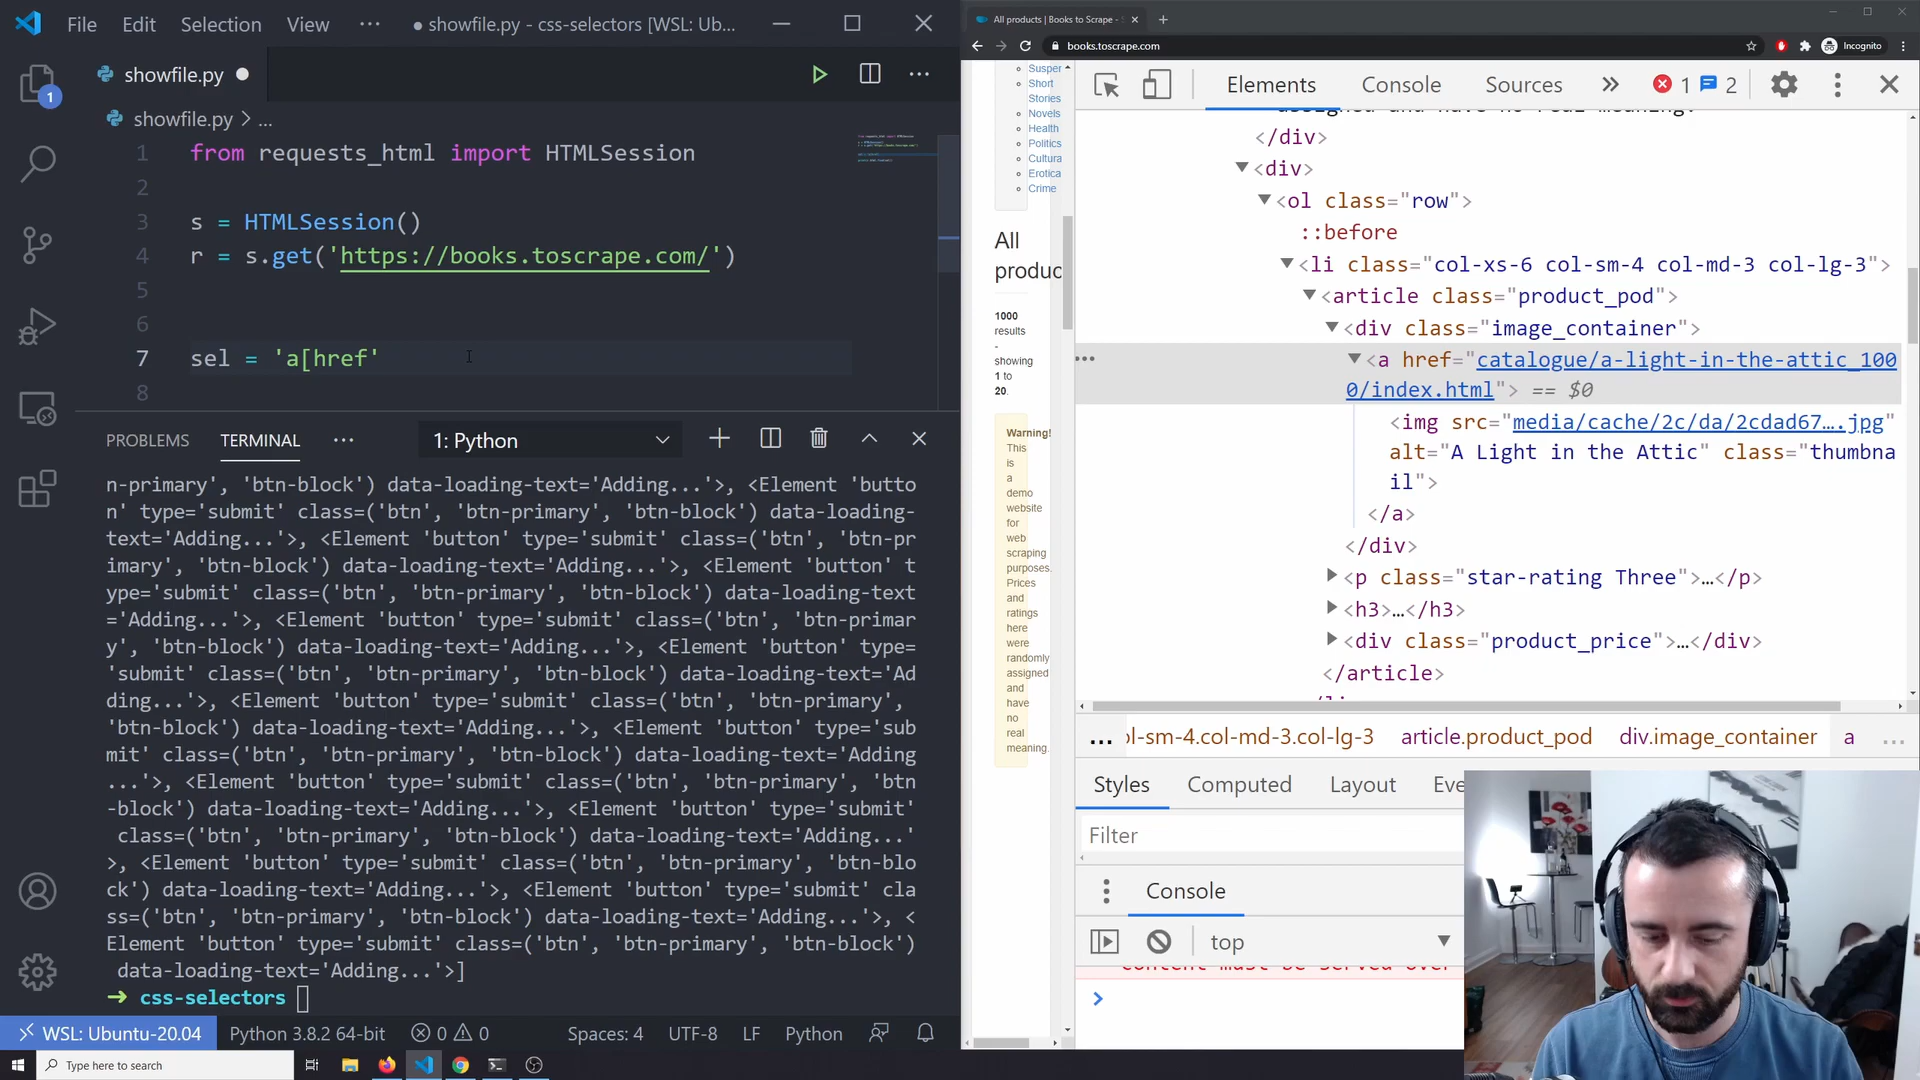 File Edit Selection View ··· ● showfile.py - css-selectors [WSL: Ubu...
showfile.py ●
showfile.py > ...
1 from requests_html import HTMLSession
2
3 s = HTMLSession()
4 r = s.get('https://books.toscrape.com/')
5
6
7 sel = 'a[href'
8
1
PROBLEMS TERMINAL ··· 1: Python
n-primary', 'btn-block') data-loading-text='Adding...'>, <Element 'butto
n' type='submit' class=('btn', 'btn-primary', 'btn-block') data-loading-
text='Adding...'>, <Element 'button' type='submit' class=('btn', 'btn-pr
imary', 'btn-block') data-loading-text='Adding...'>, <Element 'button' t
ype='submit' class=('btn', 'btn-primary', 'btn-block') data-loading-text
='Adding...'>, <Element 'button' type='submit' class=('btn', 'btn-primar
y', 'btn-block') data-loading-text='Adding...'>, <Element 'button' type=
'submit' class=('btn', 'btn-primary', 'btn-block') data-loading-text='Ad
ding...'>, <Element 'button' type='submit' class=('btn', 'btn-primary',
'btn-block') data-loading-text='Adding...'>, <Element 'button' type='sub
mit' class=('btn', 'btn-primary', 'btn-block') data-loading-text='Adding
...'>, <Element 'button' type='submit' class=('btn', 'btn-primary', 'btn
-block') data-loading-text='Adding...'>, <Element 'button' type='submit'
class=('btn', 'btn-primary', 'btn-block') data-loading-text='Adding...'
>, <Element 'button' type='submit' class=('btn', 'btn-primary', 'btn-blo
ck') data-loading-text='Adding...'>, <Element 'button' type='submit' cla
ss=('btn', 'btn-primary', 'btn-block') data-loading-text='Adding...'>, <
Element 'button' type='submit' class=('btn', 'btn-primary', 'btn-block')
data-loading-text='Adding...'>]
➜ css-selectors
WSL: Ubuntu-20.04 Python 3.8.2 64-bit 0 0 Spaces: 4 UTF-8 LF Python
Type here to search
All products | Books to Scrape -
books.toscrape.com
Incognito
Suspen
Short
Stories
Novels
Health
Politics
Cultura
Erotica
Crime
All
produc
1000
results
-
showing
1 to
20.
Warning!
This
is
a
demo
website
for
web
scraping
purposes.
Prices
and
ratings
here
were
randomly
assigned
and
have
no
real
meaning.
Elements Console Sources 1 2
</div>
<div>
<ol class="row">
::before
<li class="col-xs-6 col-sm-4 col-md-3 col-lg-3">
<article class="product_pod">
<div class="image_container">
<a href="catalogue/a-light-in-the-attic_100
0/index.html"> == $0
<img src="media/cache/2c/da/2cdad67….jpg"
alt="A Light in the Attic" class="thumbna
il">
</a>
</div>
<p class="star-rating Three">…</p>
<h3>…</h3>
<div class="product_price">…</div>
</article>
... ol-sm-4.col-md-3.col-lg-3 article.product_pod div.image_container a ...
Styles Computed Layout Eve
Filter
Console
top
content must be served over
>